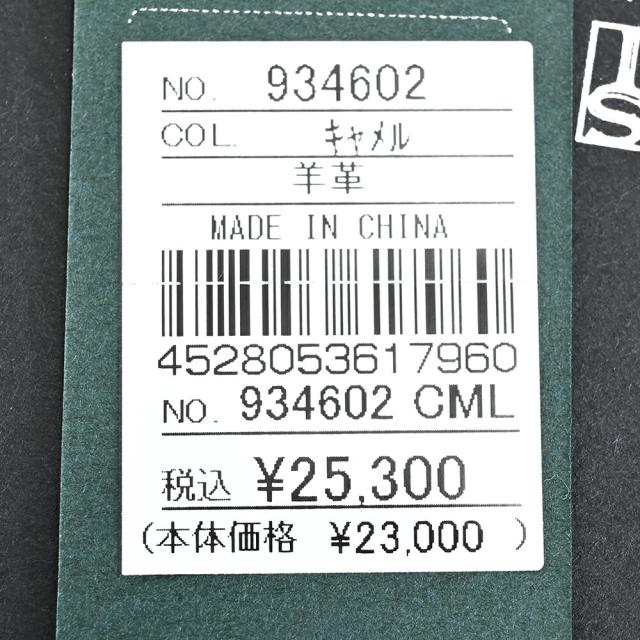 NO. 934602
COL. キャメル
羊革
MADE IN CHINA
4528053617960
NO. 934602 CML
税込 ¥25,300
(本体価格 ¥23,000 )